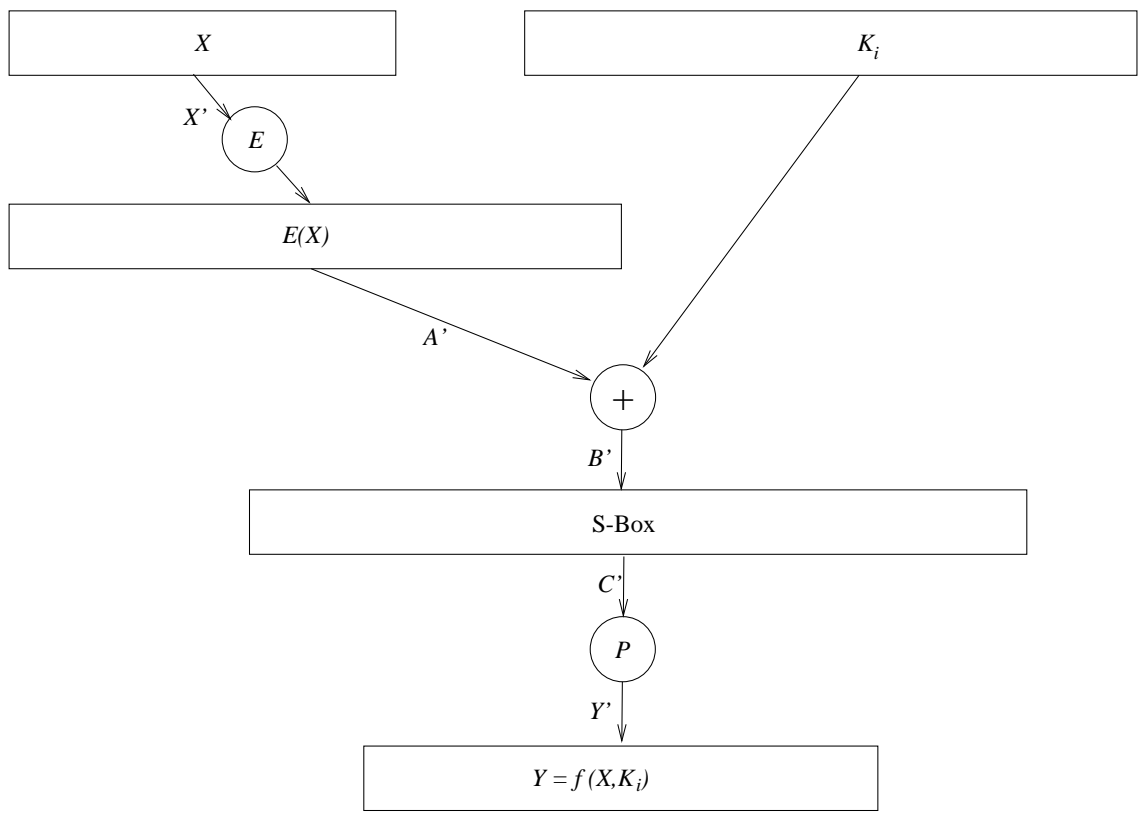 X
K_i
X’
E
E(X)
A’
+
B’
S-Box
C’
P
Y’
Y = f (X,K_i)